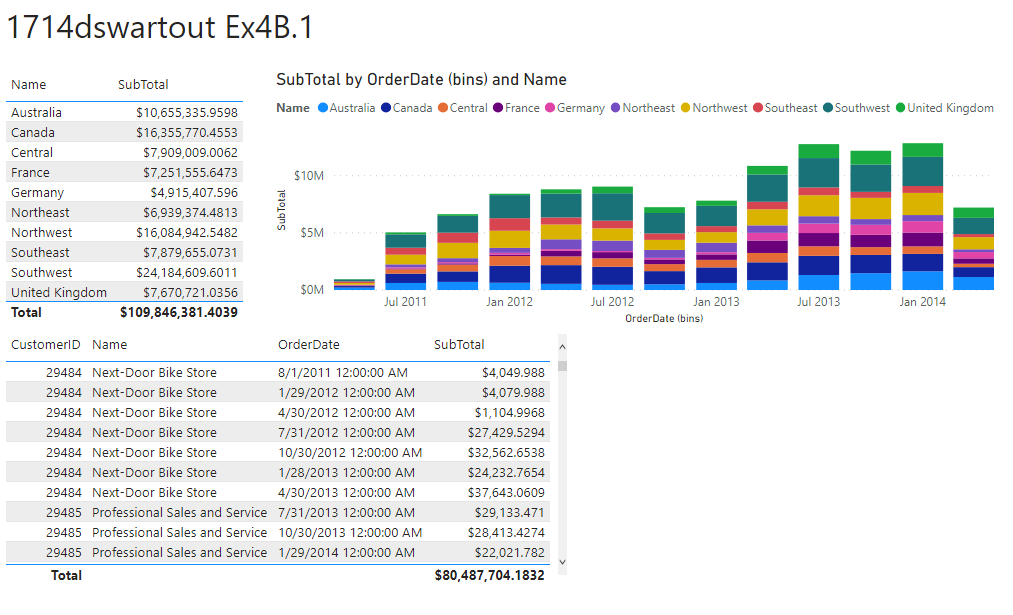 1714dswartout Ex4B.1
Name SubTotal
Australia $10,655,335.9598
Canada $16,355,770.4553
Central $7,909,009.0062
France $7,251,555.6473
Germany $4,915,407.596
Northeast $6,939,374.4813
Northwest $16,084,942.5482
Southeast $7,879,655.0731
Southwest $24,184,609.6011
United Kingdom $7,670,721.0356
Total $109,846,381.4039
SubTotal by OrderDate (bins) and Name
Name Australia Canada Central France Germany Northeast Northwest Southeast Southwest United Kingdom
SubTotal
$10M
$5M
$0M
Jul 2011 Jan 2012 Jul 2012 Jan 2013 Jul 2013 Jan 2014
OrderDate (bins)
CustomerID Name OrderDate SubTotal
29484 Next-Door Bike Store 8/1/2011 12:00:00 AM $4,049.988
29484 Next-Door Bike Store 1/29/2012 12:00:00 AM $4,079.988
29484 Next-Door Bike Store 4/30/2012 12:00:00 AM $1,104.9968
29484 Next-Door Bike Store 7/31/2012 12:00:00 AM $27,429.5294
29484 Next-Door Bike Store 10/30/2012 12:00:00 AM $32,562.6538
29484 Next-Door Bike Store 1/28/2013 12:00:00 AM $24,232.7654
29484 Next-Door Bike Store 4/30/2013 12:00:00 AM $37,643.0609
29485 Professional Sales and Service 7/31/2013 12:00:00 AM $29,133.471
29485 Professional Sales and Service 10/30/2013 12:00:00 AM $28,413.4274
29485 Professional Sales and Service 1/29/2014 12:00:00 AM $22,021.782
Total $80,487,704.1832